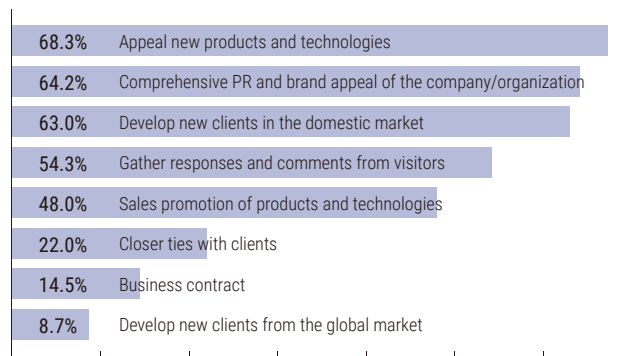 68.3% Appeal new products and technologies
64.2% Comprehensive PR and brand appeal of the company/organization
63.0% Develop new clients in the domestic market
54.3% Gather responses and comments from visitors
48.0% Sales promotion of products and technologies
22.0% Closer ties with clients
14.5% Business contract
8.7% Develop new clients from the global market